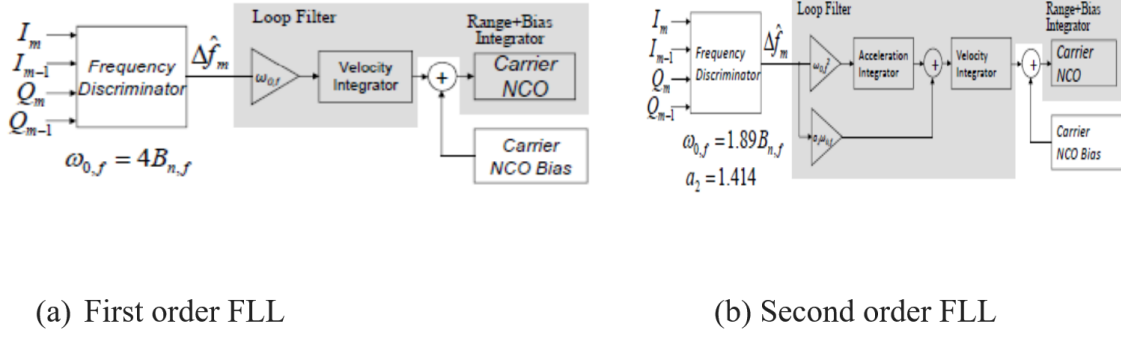 Loop Filter
Range+Bias
Integrator
I_m
I_{m-1}
Q_m
Q_{m-1}
Frequency
Discriminator
Δf̂_m
ω_{0,f}
Velocity
Integrator
+
Carrier
NCO
Carrier
NCO Bias
ω_{0,f} = 4B_{n,f}
(a) First order FLL
Loop Filter
Range+Bias
Integrator
I_m
I_{m-1}
Q_m
Q_{m-1}
Frequency
Discriminator
Δf̂_m
Acceleration
Integrator
+
Velocity
Integrator
+
Carrier
NCO
Carrier
NCO Bias
ω_{0,f} = 1.89B_{n,f}
a_2 = 1.414
(b) Second order FLL